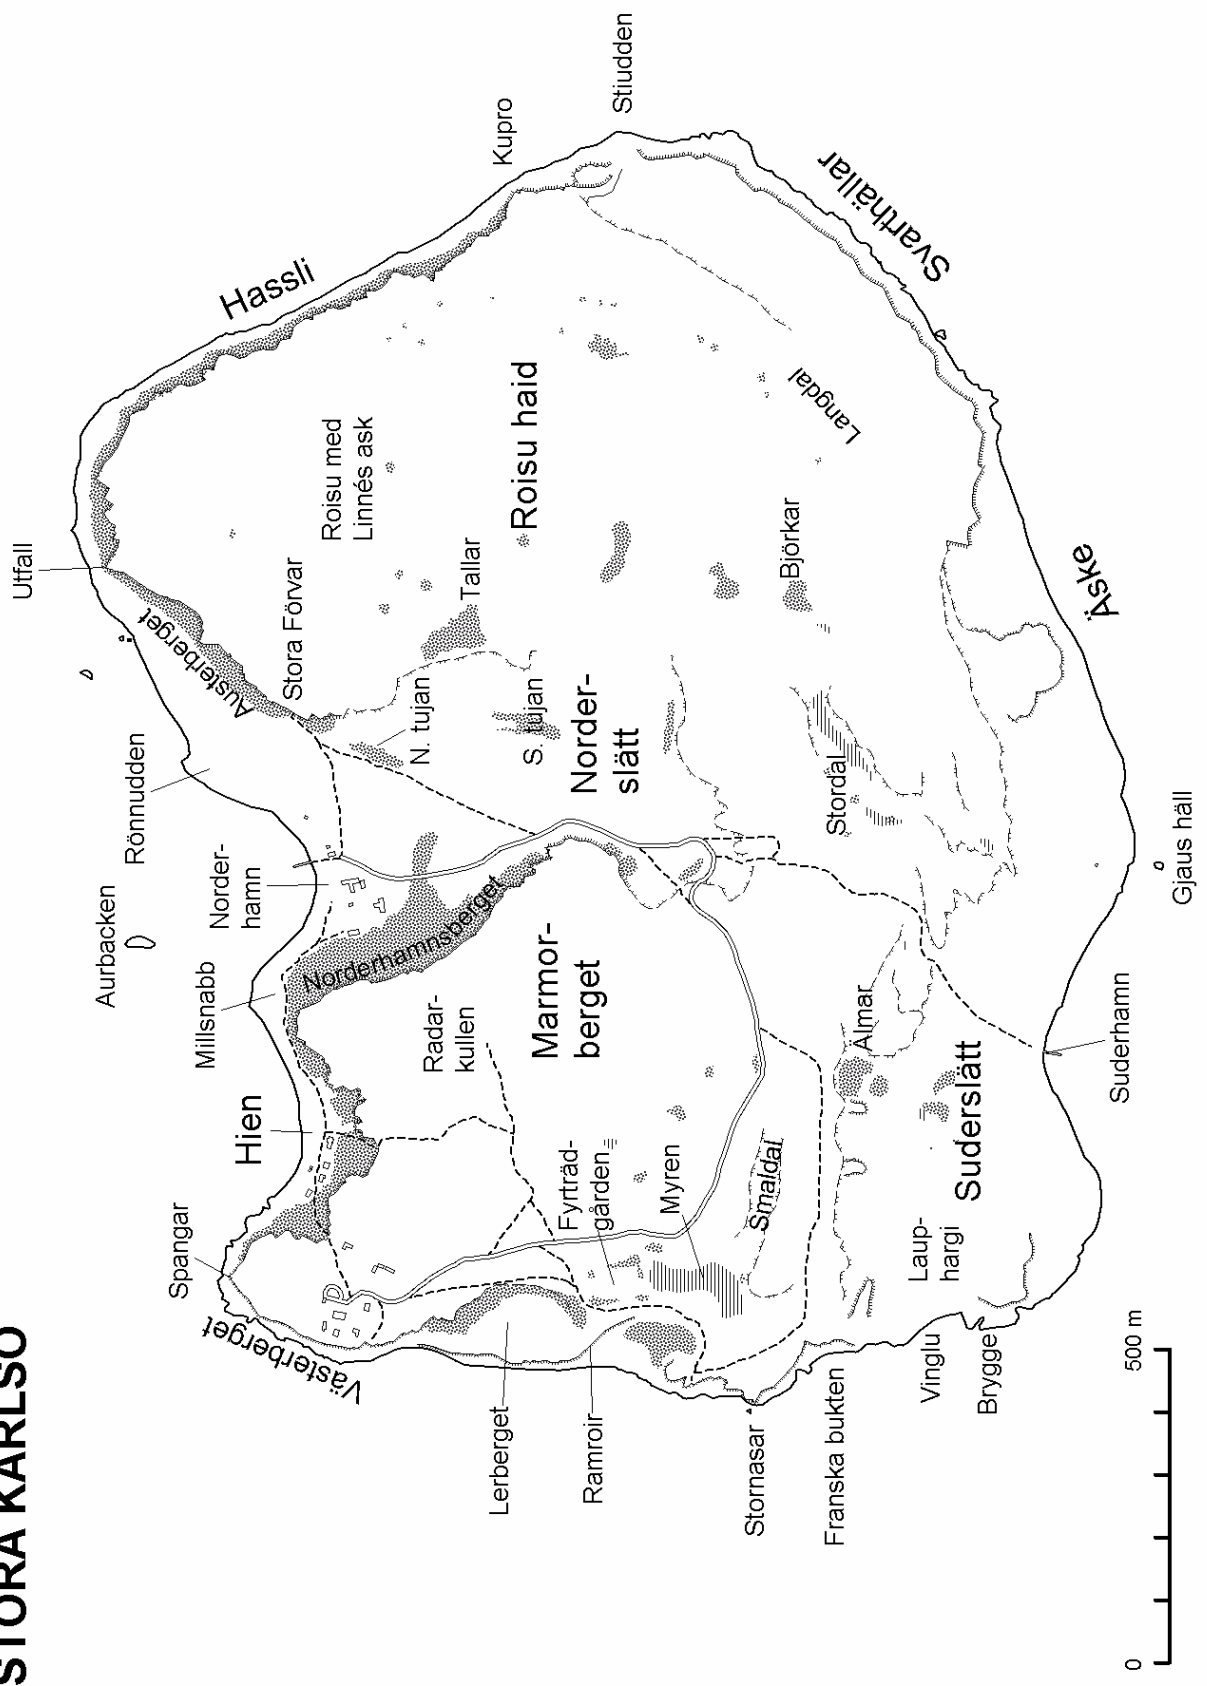 STORA KARLSÖ
Utfall
Hassli
Kupro
Stiudden
Svarthällar
Austerberget
Stora Förvar
Roisu med
Linnés ask
Roisu haid
Tallar
Langdal
Björkar
Äske
Rönnudden
N. tujan
S. tujan
Norder-
slätt
Stordal
Gjaus häll
Aurbacken
Norder-
hamn
Millsnabb
Norderhamnsberget
Radar-
kullen
Marmor-
berget
Älmar
Suderslätt
Suderhamn
Hien
Spangar
Västerberget
Fyrträd-
gården
Myren
Smaldal
Laup-
hargi
Lerberget
Ramroir
Stornasar
Franska bukten
Vinglu
Brygge
0
500 m